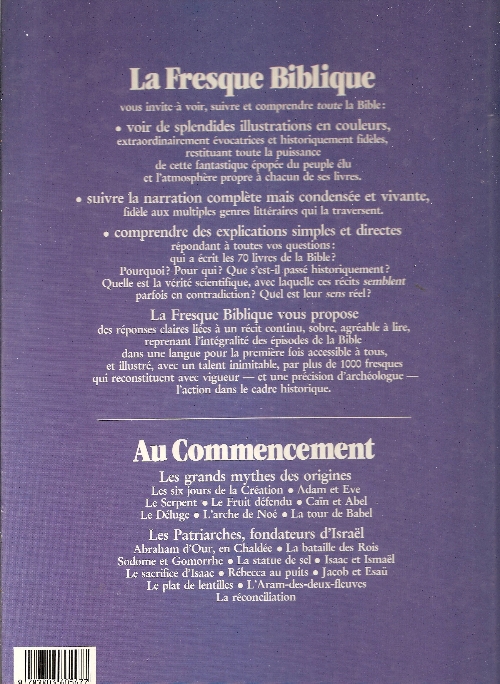 La Fresque Biblique
vous invite à voir, suivre et comprendre toute la Bible :
• voir de splendides illustrations en couleurs,
extraordinairement évocatrices et historiquement fidèles,
restituant toute la puissance
de cette fantastique épopée du peuple élu
et l'atmosphère propre à chacun de ses livres.
• suivre la narration complète mais condensée et vivante,
fidèle aux multiples genres littéraires qui la traversent.
• comprendre des explications simples et directes
répondant à toutes vos questions :
qui a écrit les 70 livres de la Bible ?
Pourquoi ? Pour qui ? Que s'est-il passé historiquement ?
Quelle est la vérité scientifique, avec laquelle ces récits semblent
parfois en contradiction ? Quel est leur sens réel ?
La Fresque Biblique vous propose
des réponses claires liées à un récit continu, sobre, agréable à lire,
reprenant l'intégralité des épisodes de la Bible
dans une langue pour la première fois accessible à tous,
et illustré, avec un talent inimitable, par plus de 1000 fresques
qui reconstituent avec vigueur — et une précision d'archéologue —
l'action dans le cadre historique.
Au Commencement
Les grands mythes des origines
Les six jours de la Création • Adam et Eve
Le Serpent • Le Fruit défendu • Caïn et Abel
Le Déluge • L'arche de Noé • La tour de Babel
Les Patriarches, fondateurs d'Israël
Abraham d'Our, en Chaldée • La bataille des Rois
Sodome et Gomorrhe • La statue de sel • Isaac et Ismaël
Le sacrifice d'Isaac • Rébecca au puits • Jacob et Esaü
Le plat de lentilles • L'Aram-des-deux-fleuves
La réconciliation